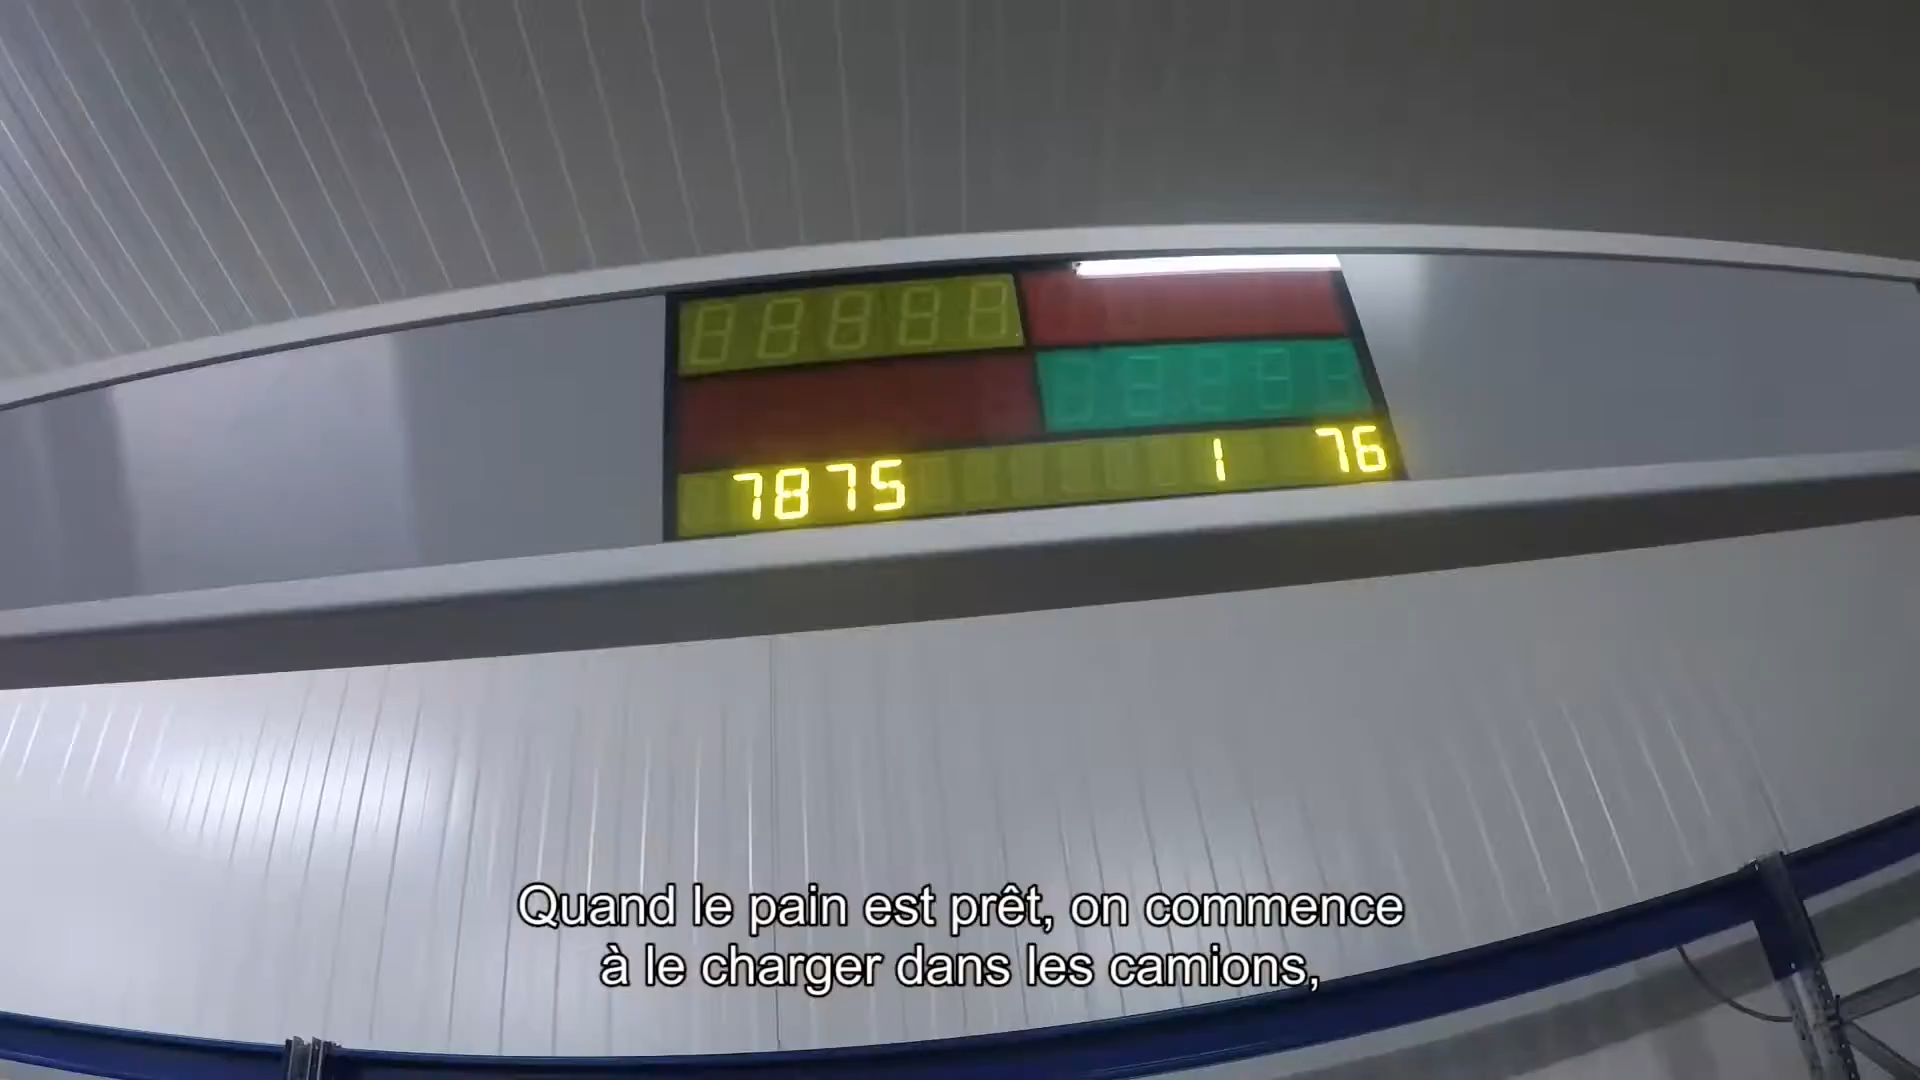 7875 1 76
Quand le pain est prêt, on commence
à le charger dans les camions,